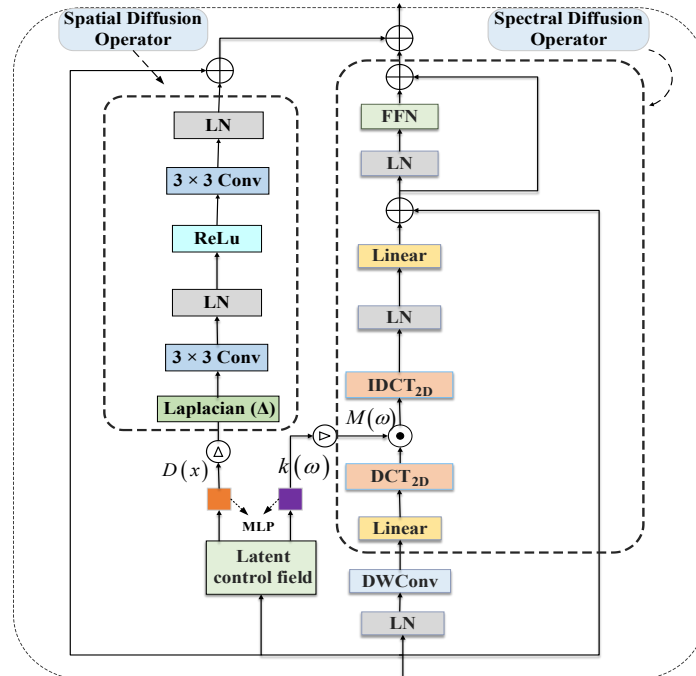 Spatial Diffusion
Operator
Spectral Diffusion
Operator
LN
3 × 3 Conv
ReLu
LN
3 × 3 Conv
Laplacian (Δ)
Δ
D(x)
MLP
Latent
control field
FFN
LN
Linear
LN
IDCT2D
M(ω)
k(ω)
DCT2D
Linear
DWConv
LN